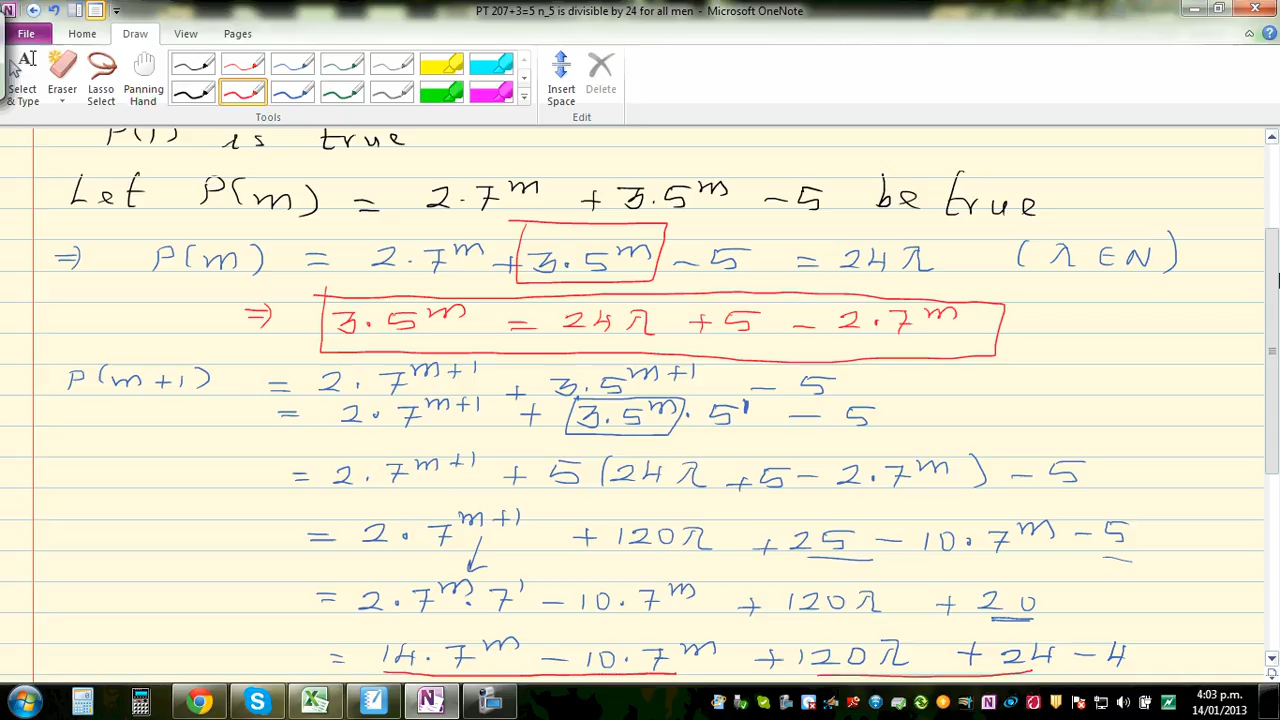 PT 207+3=5 n_5 is divisible by 24 for all men - Microsoft OneNote
File Home Draw View Pages
Select & Type Eraser Lasso Select Panning Hand Insert Space Delete
Tools Edit
P(1) is true
Let P(m) = 2.7^m + 3.5^m - 5 be true
⇒ P(m) = 2.7^m + 3.5^m - 5 = 24λ (λ ∈ N)
⇒ 3.5^m = 24λ + 5 - 2.7^m
P(m+1) = 2.7^{m+1} + 3.5^{m+1} - 5
= 2.7^{m+1} + 3.5^m . 5^1 - 5
= 2.7^{m+1} + 5(24λ + 5 - 2.7^m) - 5
= 2.7^{m+1} + 120λ + 25 - 10.7^m - 5
= 2.7^m . 7^1 - 10.7^m + 120λ + 20
= 14.7^m - 10.7^m + 120λ + 24 - 4
4:03 p.m.
14/01/2013